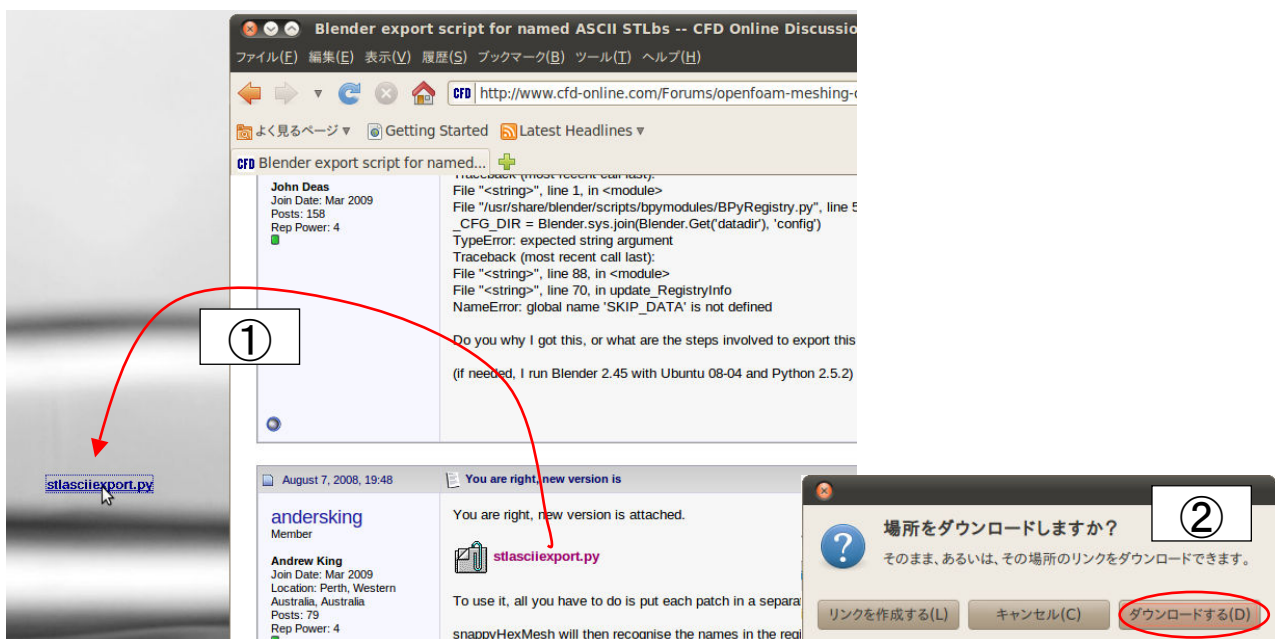 Blender export script for named ASCII STLbs -- CFD Online Discussio
ファイル(F) 編集(E) 表示(V) 履歴(S) ブックマーク(B) ツール(T) ヘルプ(H)
CFD http://www.cfd-online.com/Forums/openfoam-meshing-
よく見るページ Getting Started Latest Headlines
CFD Blender export script for named...
John Deas
Join Date: Mar 2009
Posts: 158
Rep Power: 4
Traceback (most recent call last):
File "<string>", line 1, in <module>
File "/usr/share/blender/scripts/bpymodules/BPyRegistry.py", line 5
_CFG_DIR = Blender.sys.join(Blender.Get('datadir'), 'config')
TypeError: expected string argument
Traceback (most recent call last):
File "<string>", line 88, in <module>
File "<string>", line 70, in update_RegistryInfo
NameError: global name 'SKIP_DATA' is not defined
Do you why I got this, or what are the steps involved to export this
(if needed, I run Blender 2.45 with Ubuntu 08-04 and Python 2.5.2)
①
stlasciiexport.py
August 7, 2008, 19:48
You are right, new version is
andersking
Member
Andrew King
Join Date: Mar 2009
Location: Perth, Western
Australia, Australia
Posts: 79
Rep Power: 4
You are right, new version is attached.
stlasciiexport.py
To use it, all you have to do is put each patch in a separa
snappyHexMesh will then recognise the names in the regi
②
場所をダウンロードしますか?
そのまま、あるいは、その場所のリンクをダウンロードできます。
リンクを作成する(L) キャンセル(C) ダウンロードする(D)